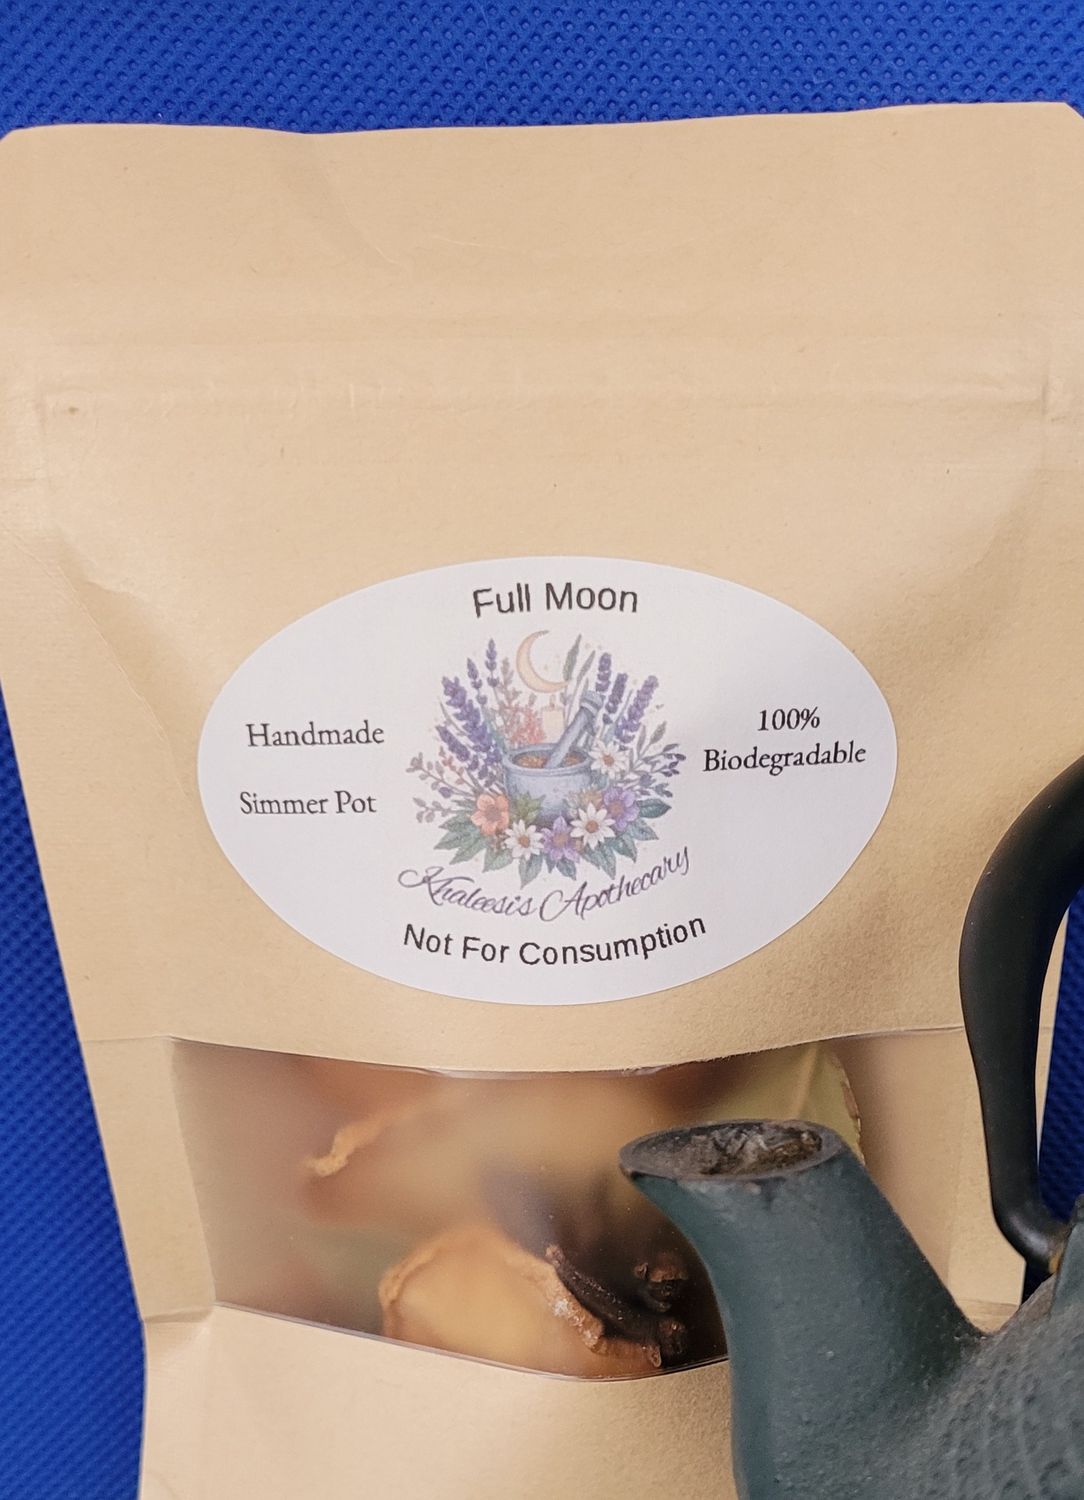 Full Moon
Handmade
Simmer Pot
100%
Biodegradable
Khaleesi's Apothecary
Not For Consumption